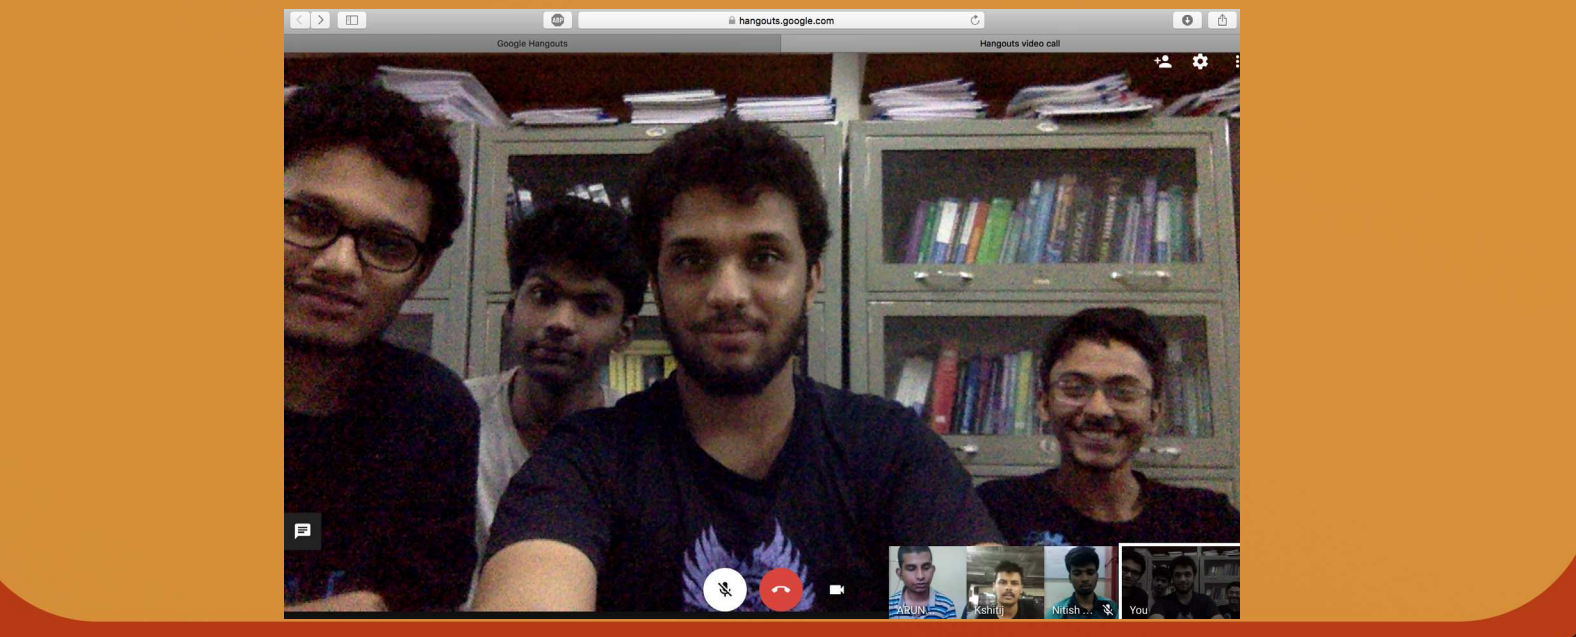 ABP
hangouts.google.com
Google Hangouts
Hangouts video call
ARUN
Kshitij
Nitish ...
You